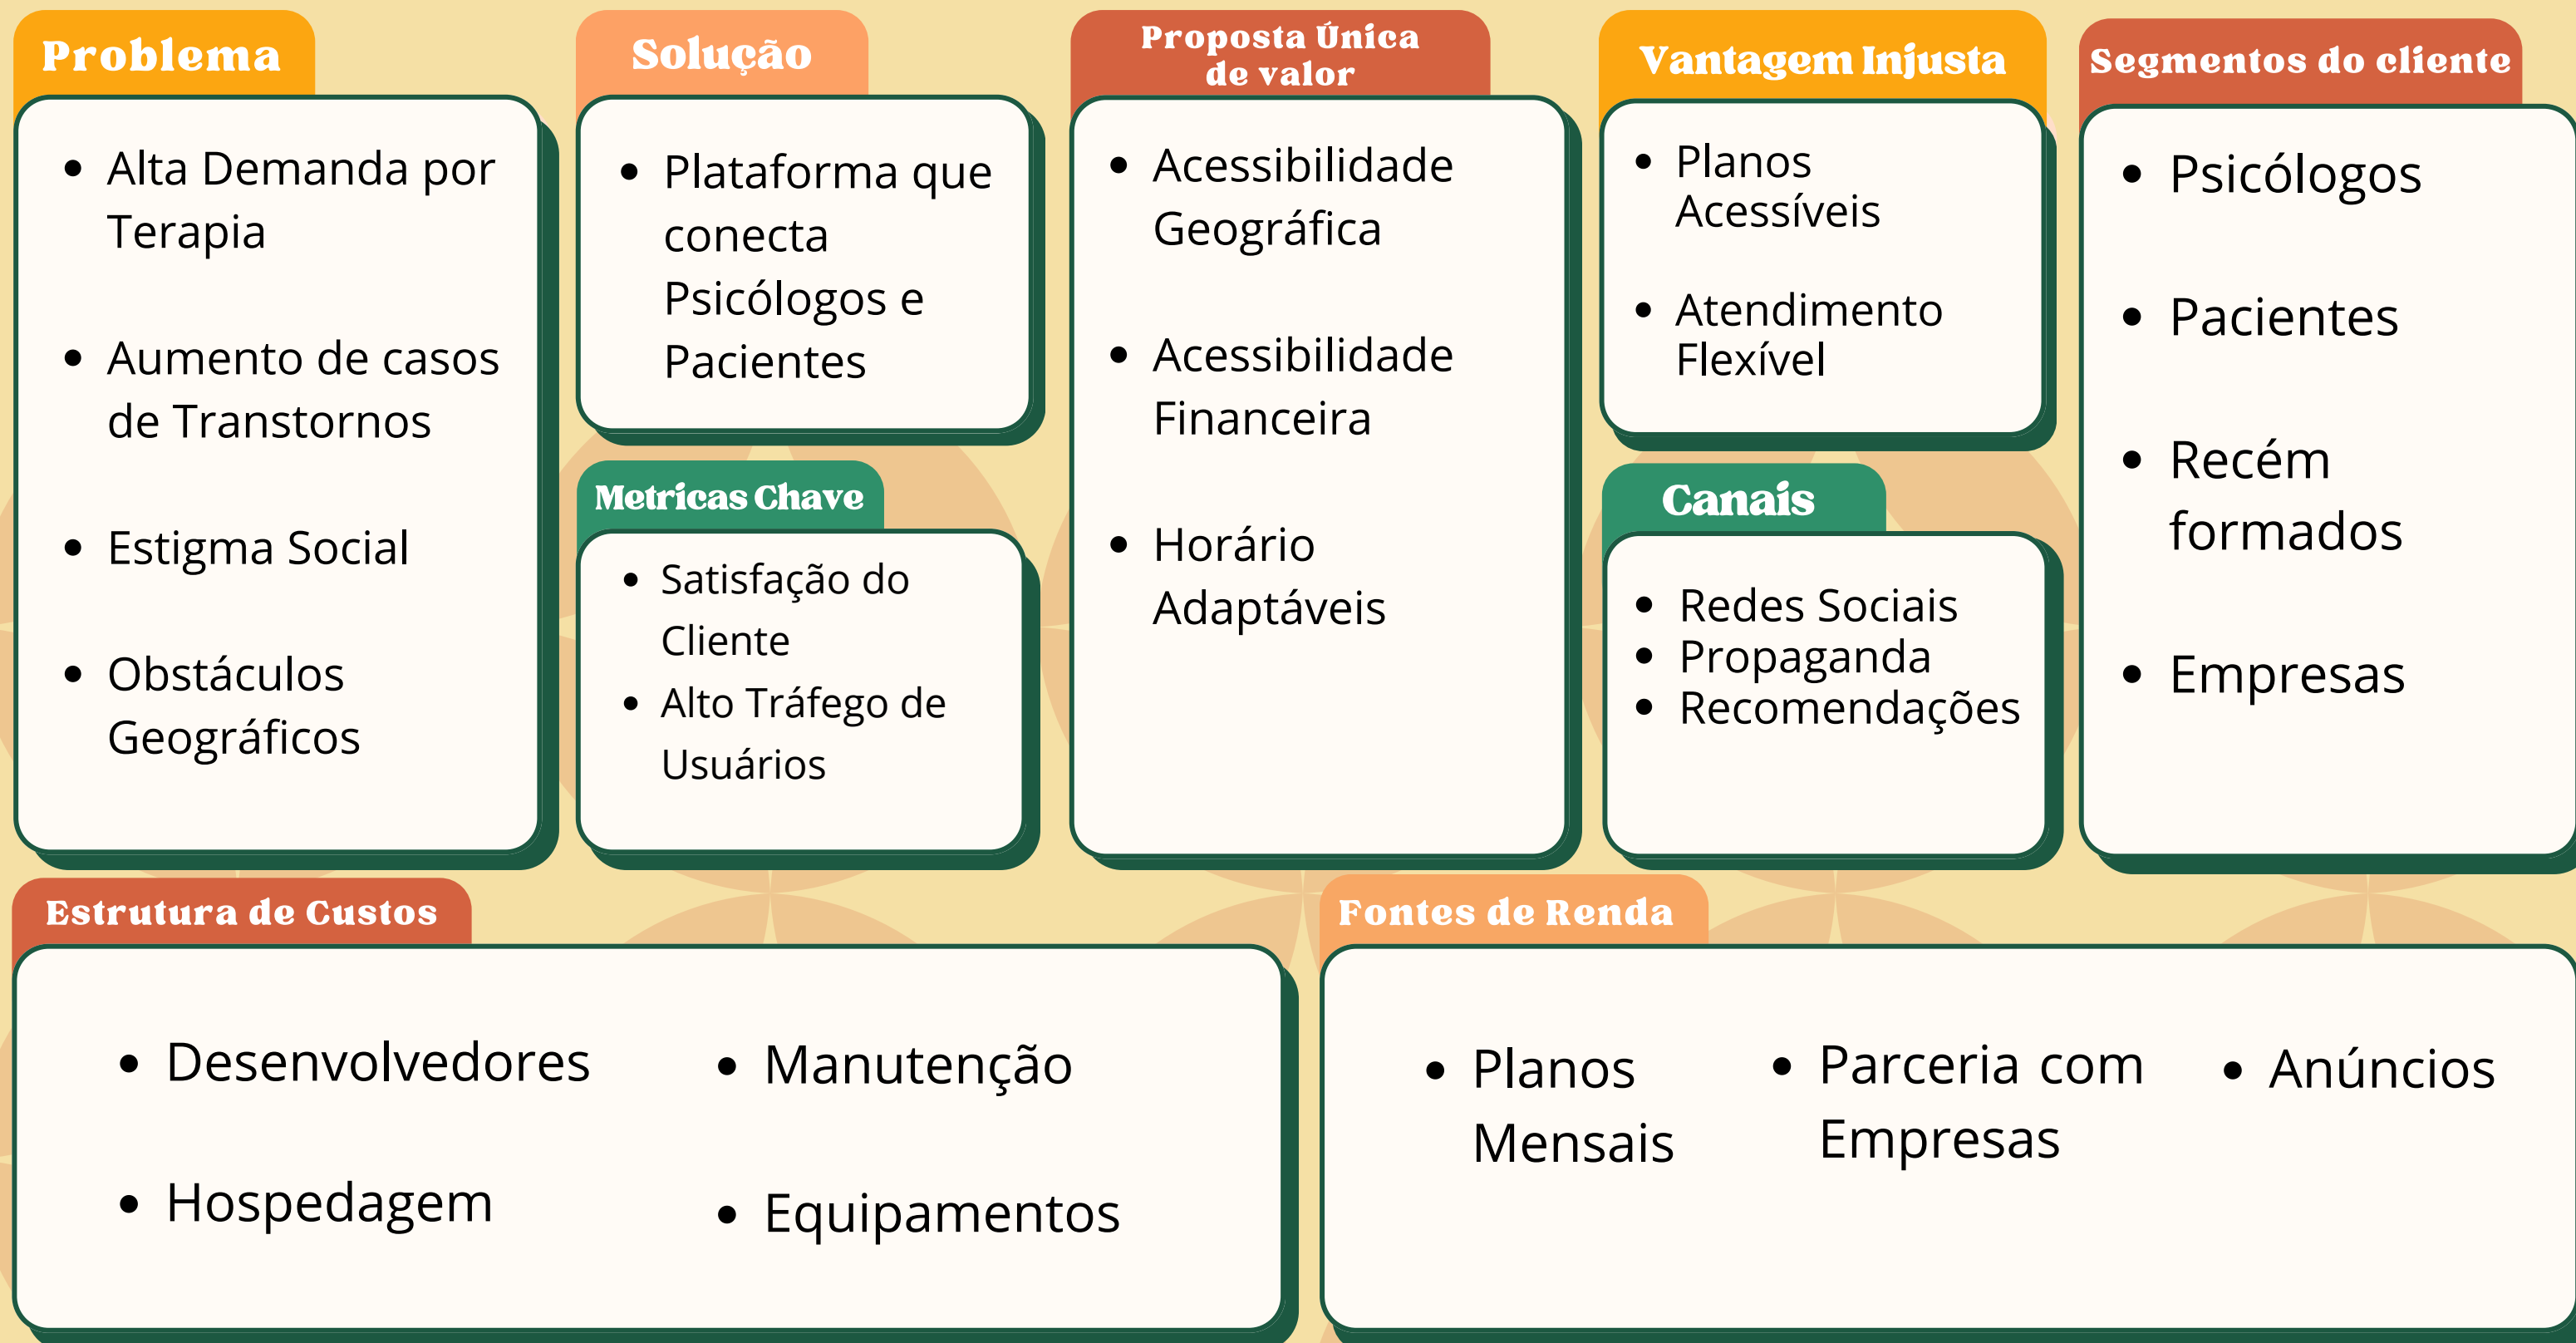 Problema
• Alta Demanda por
Terapia
• Aumento de casos
de Transtornos
• Estigma Social
• Obstáculos
Geográficos
Solução
• Plataforma que
conecta
Psicólogos e
Pacientes
Metricas Chave
• Satisfação do
Cliente
• Alto Tráfego de
Usuários
Proposta Única
de valor
• Acessibilidade
Geográfica
• Acessibilidade
Financeira
• Horário
Adaptáveis
Vantagem Injusta
• Planos
Acessíveis
• Atendimento
Flexível
Canais
• Redes Sociais
• Propaganda
• Recomendações
Segmentos do cliente
• Psicólogos
• Pacientes
• Recém
formados
• Empresas
Estrutura de Custos
• Desenvolvedores
• Hospedagem
• Manutenção
• Equipamentos
Fontes de Renda
• Planos
Mensais
• Parceria com
Empresas
• Anúncios